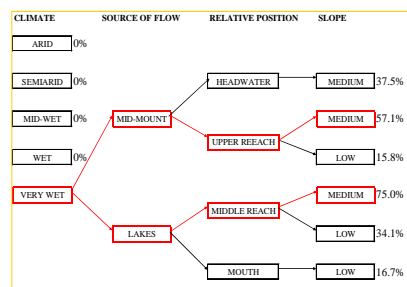 CLIMATE SOURCE OF FLOW RELATIVE POSITION SLOPE
ARID 0%
SEMIARID 0% HEADWATER MEDIUM 37.5%
MID-WET 0% MID-MOUNT MEDIUM 57.1%
UPPER REEACH
WET 0% LOW 15.8%
VERY WET MEDIUM 75.0%
MIDDLE REACH
LAKES LOW 34.1%
MOUTH LOW 16.7%